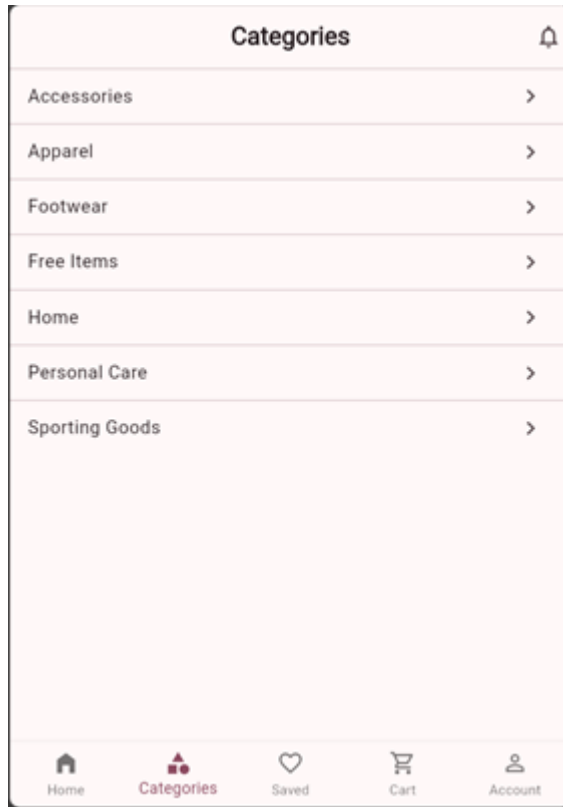 Categories
Accessories
Apparel
Footwear
Free Items
Home
Personal Care
Sporting Goods
Home
Categories
Saved
Cart
Account